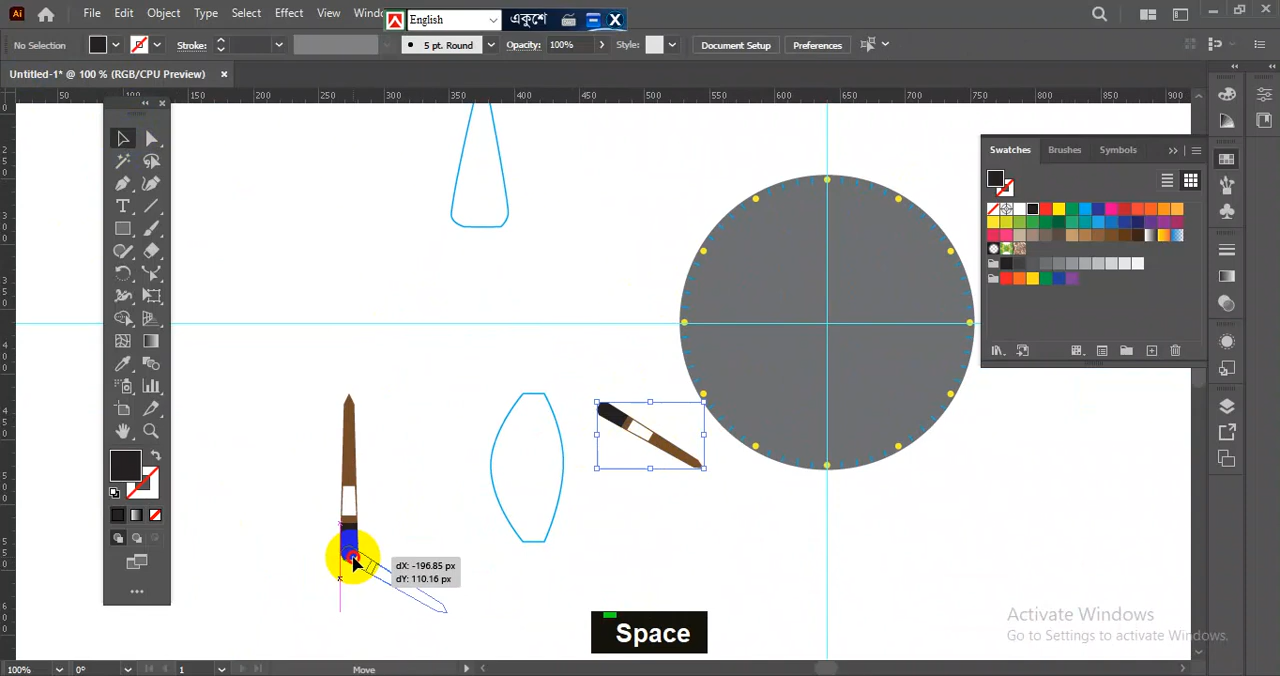 Ai File Edit Object Type Select Effect View Windo English একুশে X
No Selection Stroke: 5 pt. Round Opacity: 100% Style: Document Setup Preferences
Untitled-1* @ 100 % (RGB/CPU Preview) ×
50 100 150 200 250 300 350 400 450 500 550 600 650 700 750 800 850 900
Swatches Brushes Symbols
dX: -196.85 px
dY: 110.16 px
Space
Activate Windows
Go to Settings to activate Windows.
100% 0° 1 Move